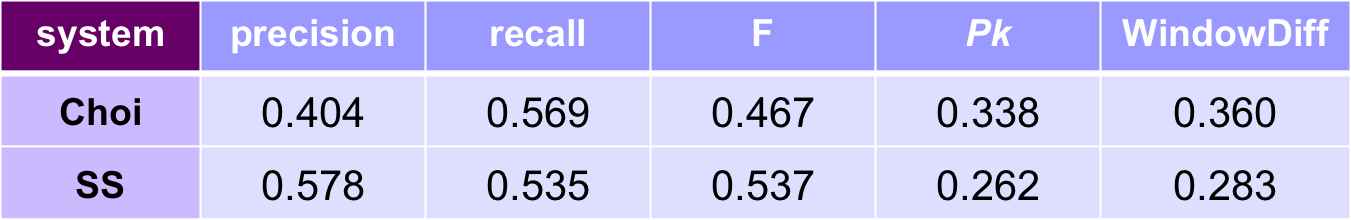 system precision recall F Pk WindowDiff
Choi 0.404 0.569 0.467 0.338 0.360
SS 0.578 0.535 0.537 0.262 0.283